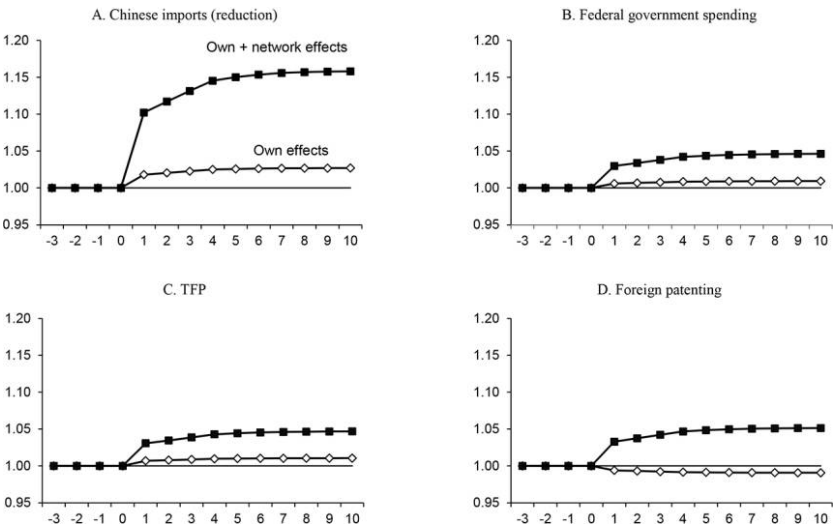 A. Chinese imports (reduction)
1.20
1.15
1.10
1.05
1.00
0.95
Own + network effects
Own effects
-3 -2 -1 0 1 2 3 4 5 6 7 8 9 10
B. Federal government spending
1.20
1.15
1.10
1.05
1.00
0.95
-3 -2 -1 0 1 2 3 4 5 6 7 8 9 10
C. TFP
1.20
1.15
1.10
1.05
1.00
0.95
-3 -2 -1 0 1 2 3 4 5 6 7 8 9 10
D. Foreign patenting
1.20
1.15
1.10
1.05
1.00
0.95
-3 -2 -1 0 1 2 3 4 5 6 7 8 9 10